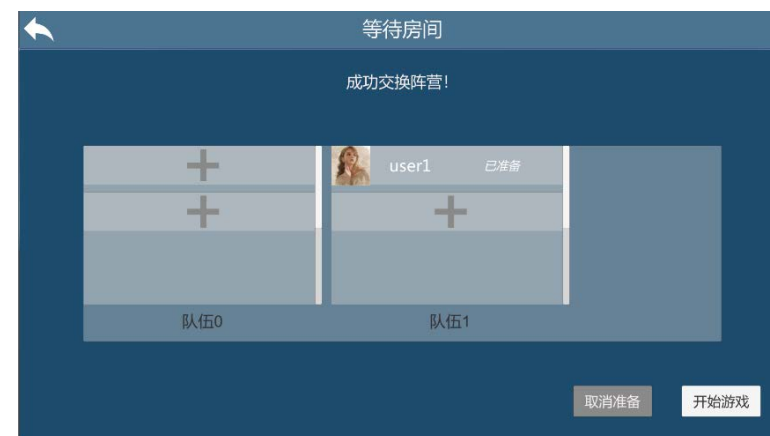 等待房间
成功交换阵营!
user1 已准备
队伍0 队伍1
取消准备 开始游戏